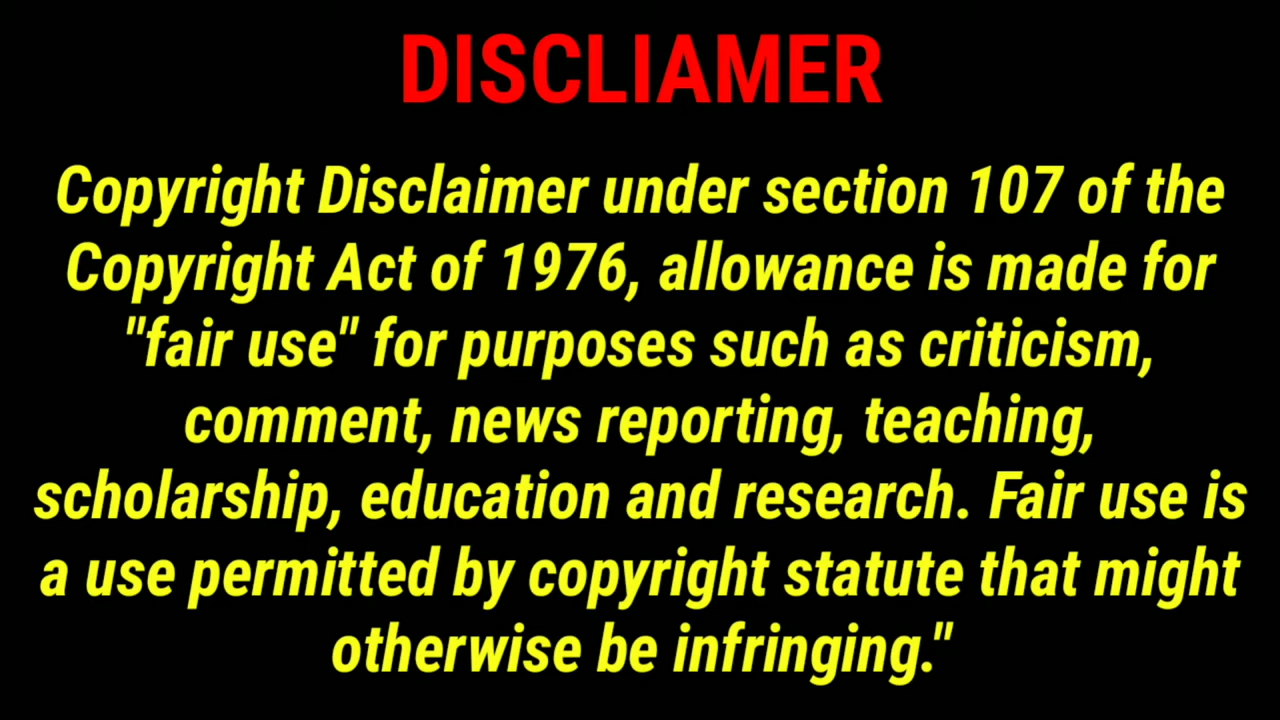 DISCLIAMER
Copyright Disclaimer under section 107 of the
Copyright Act of 1976, allowance is made for
"fair use" for purposes such as criticism,
comment, news reporting, teaching,
scholarship, education and research. Fair use is
a use permitted by copyright statute that might
otherwise be infringing."